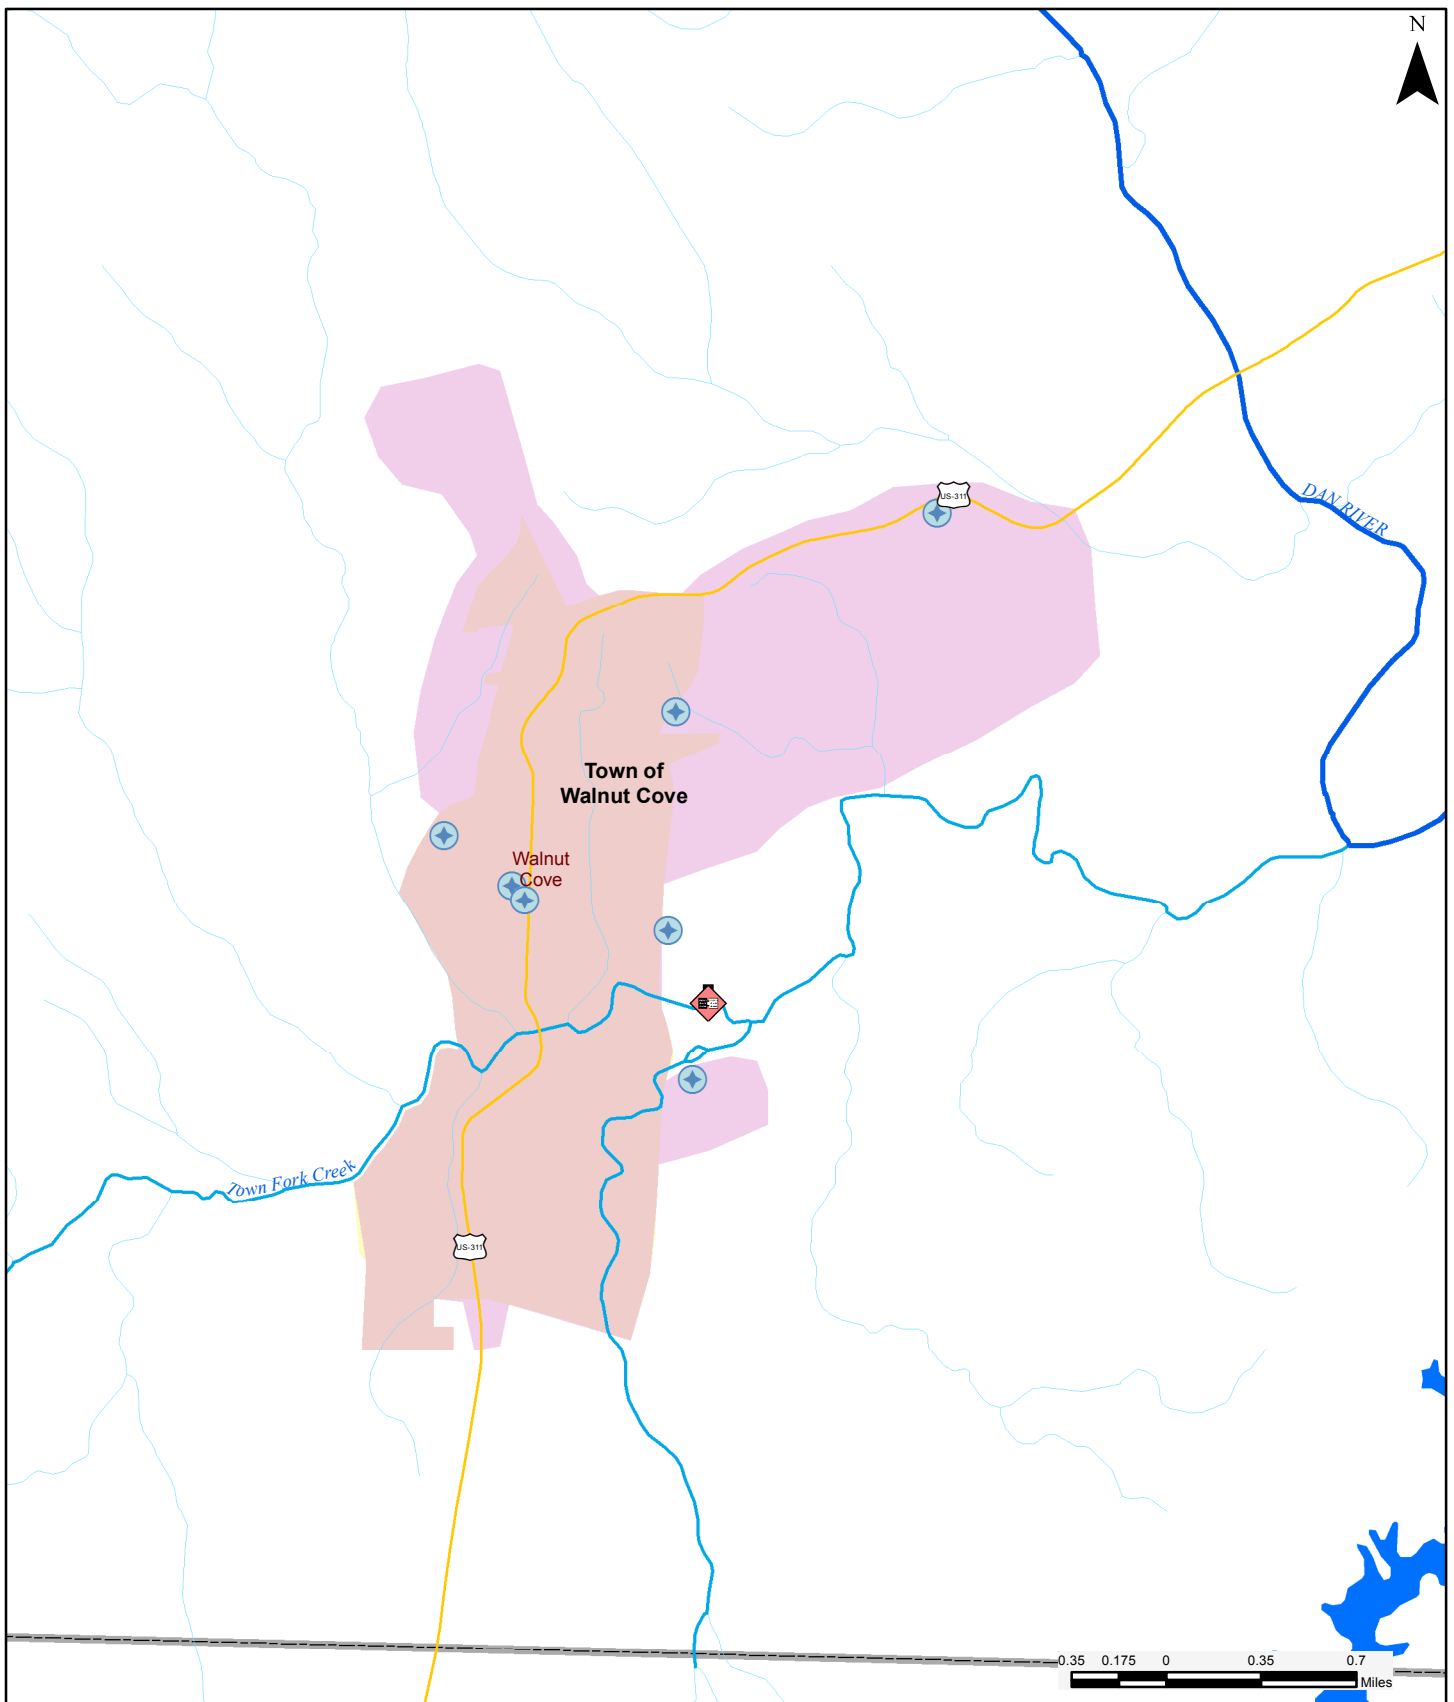 N
DAN RIVER
US-311
Town of
Walnut Cove
Walnut
Cove
Town Fork Creek
US-311
0.35 0.175 0 0.35 0.7
Miles